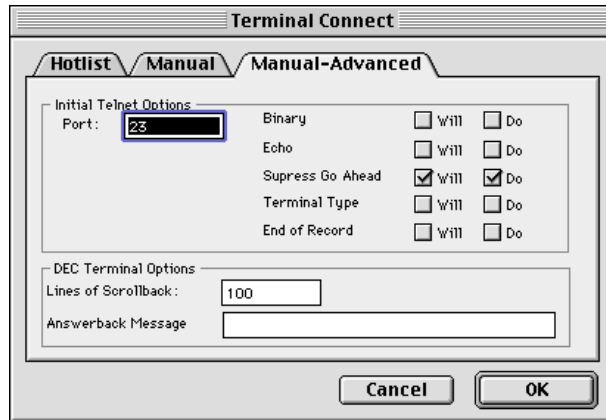 Terminal Connect
Hotlist Manual Manual-Advanced
Initial Telnet Options
Port: 23
Binary Will Do
Echo Will Do
Supress Go Ahead Will Do
Terminal Type Will Do
End of Record Will Do
DEC Terminal Options
Lines of Scrollback: 100
Answerback Message
Cancel OK